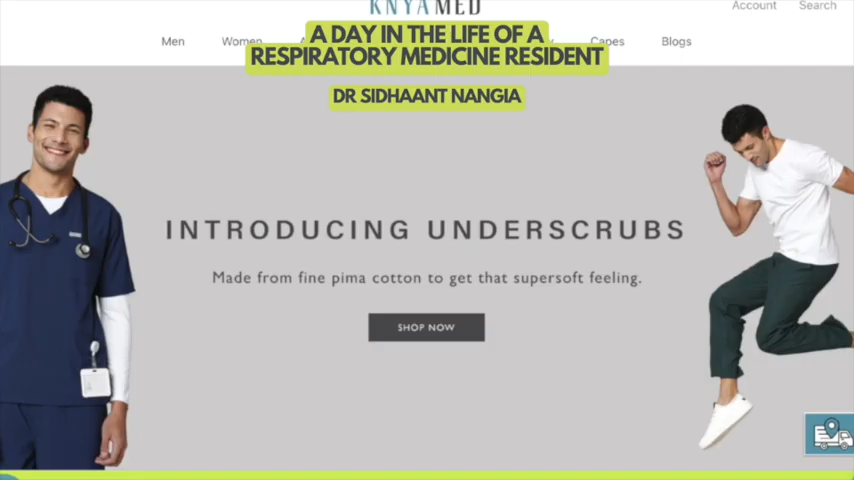 KNYAMED
Account
Search
Men
Women
Capes
Blogs
A DAY IN THE LIFE OF A
RESPIRATORY MEDICINE RESIDENT
DR SIDHAANT NANGIA
INTRODUCING UNDERSCRUBS
Made from fine pima cotton to get that supersoft feeling.
SHOP NOW